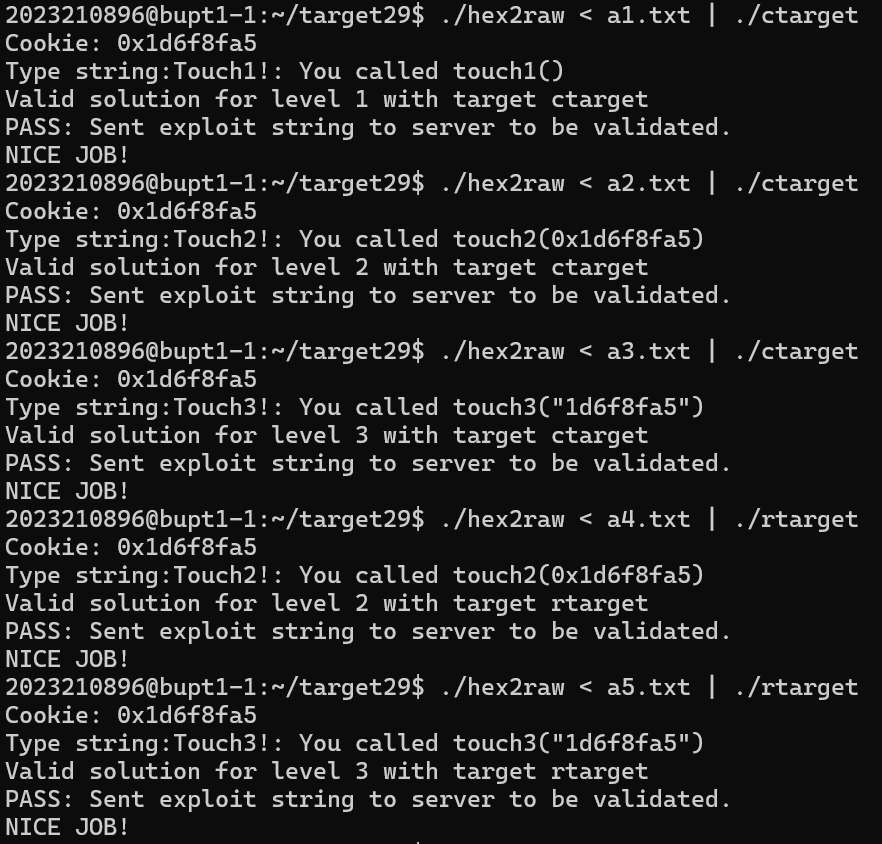 2023210896@bupt1-1:~/target29$ ./hex2raw < a1.txt | ./ctarget
Cookie: 0x1d6f8fa5
Type string:Touch1!: You called touch1()
Valid solution for level 1 with target ctarget
PASS: Sent exploit string to server to be validated.
NICE JOB!
2023210896@bupt1-1:~/target29$ ./hex2raw < a2.txt | ./ctarget
Cookie: 0x1d6f8fa5
Type string:Touch2!: You called touch2(0x1d6f8fa5)
Valid solution for level 2 with target ctarget
PASS: Sent exploit string to server to be validated.
NICE JOB!
2023210896@bupt1-1:~/target29$ ./hex2raw < a3.txt | ./ctarget
Cookie: 0x1d6f8fa5
Type string:Touch3!: You called touch3("1d6f8fa5")
Valid solution for level 3 with target ctarget
PASS: Sent exploit string to server to be validated.
NICE JOB!
2023210896@bupt1-1:~/target29$ ./hex2raw < a4.txt | ./rtarget
Cookie: 0x1d6f8fa5
Type string:Touch2!: You called touch2(0x1d6f8fa5)
Valid solution for level 2 with target rtarget
PASS: Sent exploit string to server to be validated.
NICE JOB!
2023210896@bupt1-1:~/target29$ ./hex2raw < a5.txt | ./rtarget
Cookie: 0x1d6f8fa5
Type string:Touch3!: You called touch3("1d6f8fa5")
Valid solution for level 3 with target rtarget
PASS: Sent exploit string to server to be validated.
NICE JOB!